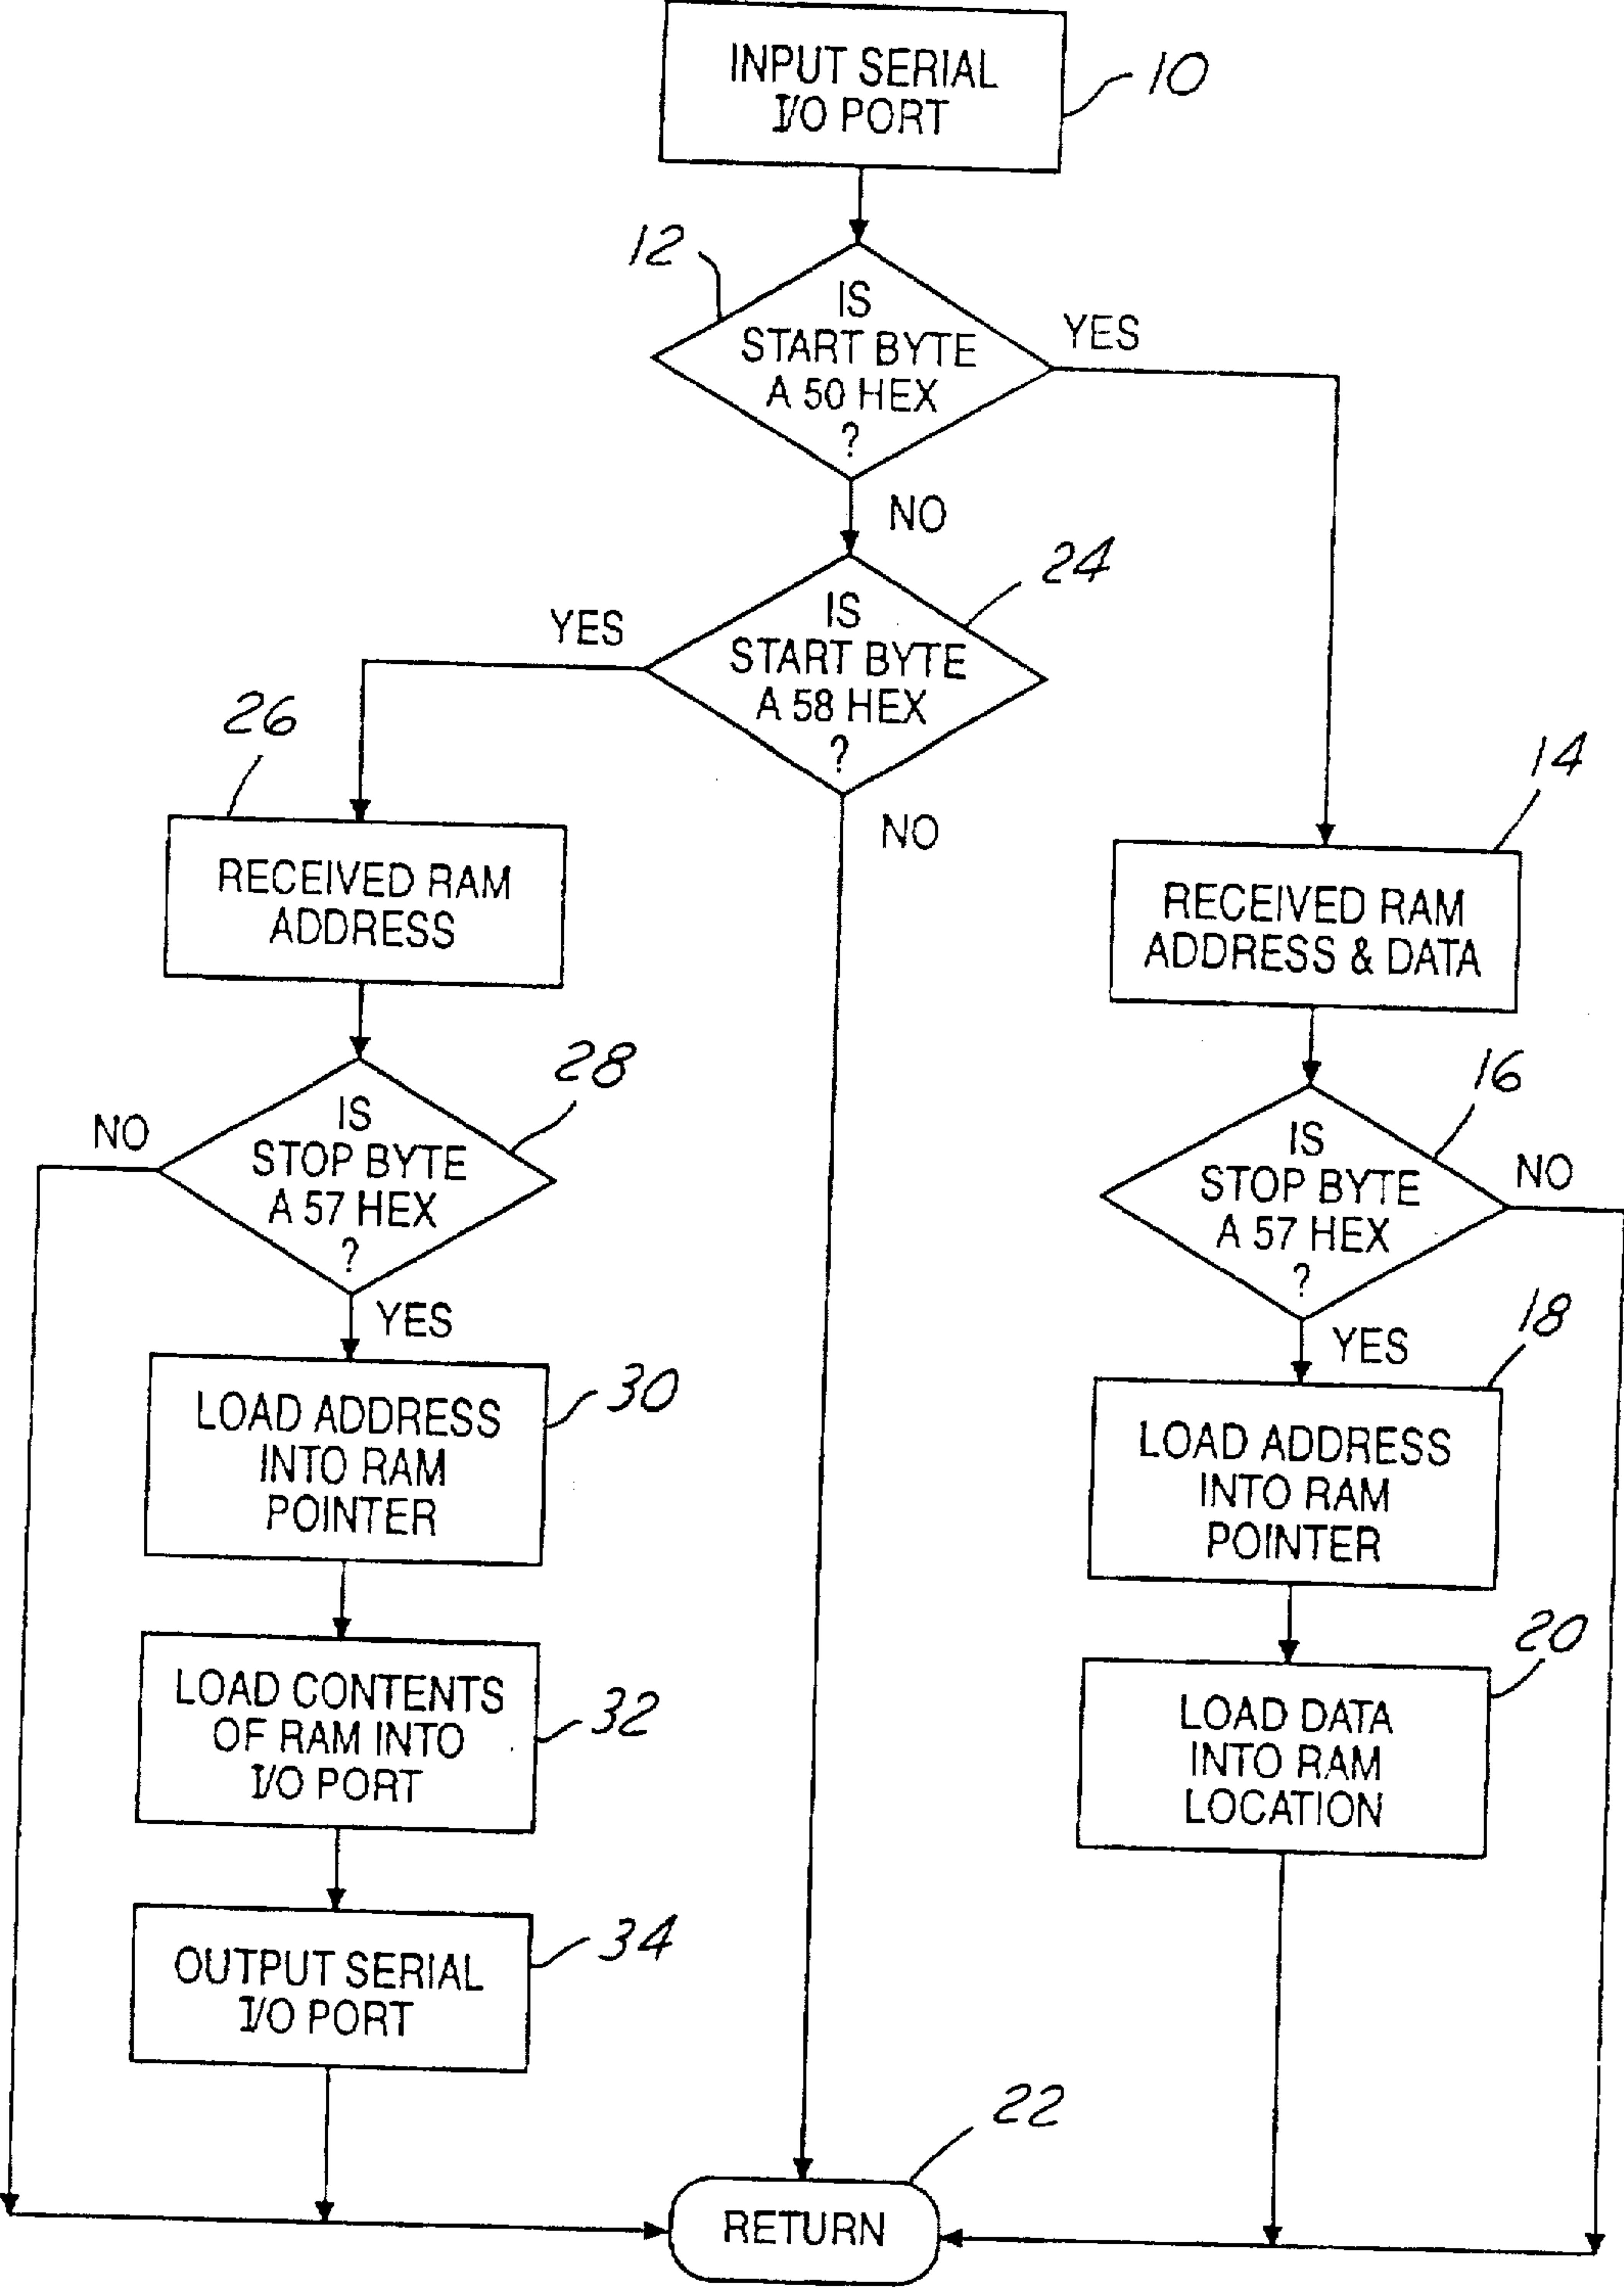 INPUT SERIAL
I/O PORT
10
12
IS
START BYTE
A 50 HEX
?
YES
NO
24
IS
START BYTE
A 58 HEX
?
YES
NO
26
RECEIVED RAM
ADDRESS
14
RECEIVED RAM
ADDRESS & DATA
28
IS
STOP BYTE
A 57 HEX
?
NO
YES
16
IS
STOP BYTE
A 57 HEX
?
NO
YES
30
LOAD ADDRESS
INTO RAM
POINTER
18
LOAD ADDRESS
INTO RAM
POINTER
32
LOAD CONTENTS
OF RAM INTO
I/O PORT
20
LOAD DATA
INTO RAM
LOCATION
34
OUTPUT SERIAL
I/O PORT
22
RETURN